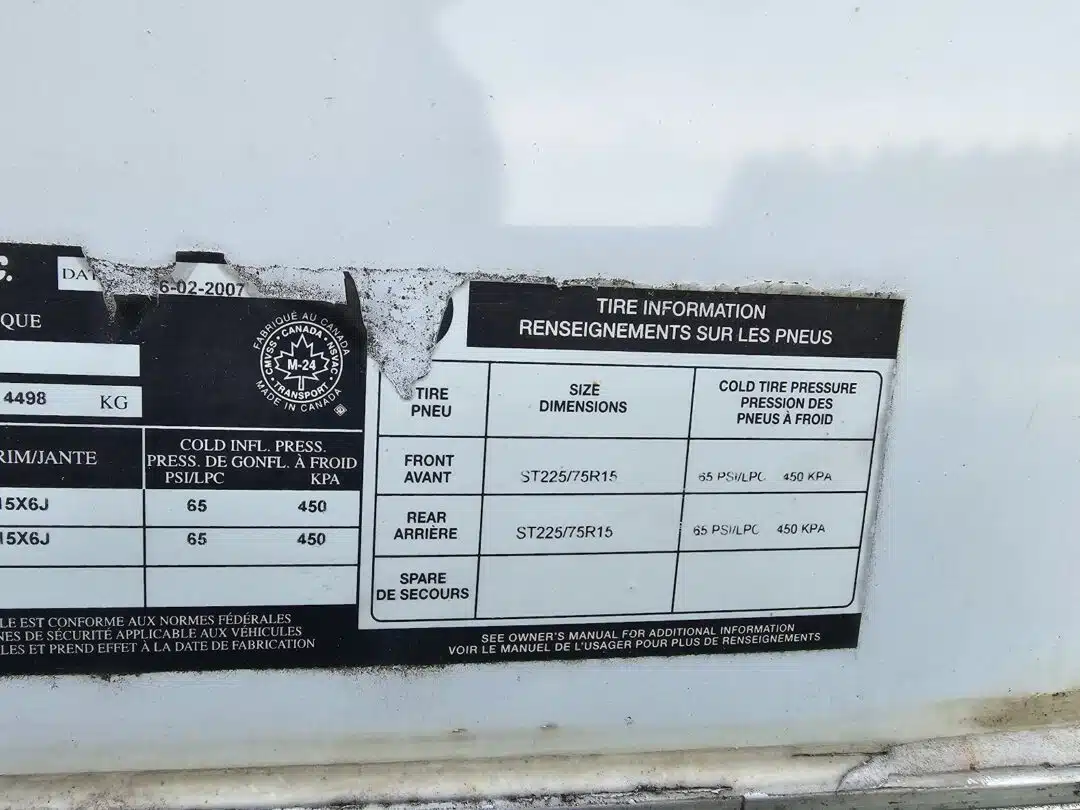 C.
DA
6-02-2007
QUE
4498 KG
FABRIQUÉ AU CANADA
CANADA
CMVSS
NSVAC
M-24
TRANSPORT
MADE IN CANADA
RIM/JANTE
COLD INFL. PRESS.
PRESS. DE GONFL. À FROID
PSI/LPC KPA
15X6J 65 450
15X6J 65 450
LE EST CONFORME AUX NORMES FÉDÉRALES
NES DE SÉCURITÉ APPLICABLE AUX VÉHICULES
LES ET PREND EFFET À LA DATE DE FABRICATION
TIRE INFORMATION
RENSEIGNEMENTS SUR LES PNEUS
TIRE
PNEU
SIZE
DIMENSIONS
COLD TIRE PRESSURE
PRESSION DES
PNEUS À FROID
FRONT
AVANT
ST225/75R15
65 PSI/LPC 450 KPA
REAR
ARRIÈRE
ST225/75R15
65 PSI/LPC 450 KPA
SPARE
DE SECOURS
SEE OWNER'S MANUAL FOR ADDITIONAL INFORMATION
VOIR LE MANUEL DE L'USAGER POUR PLUS DE RENSEIGNEMENTS